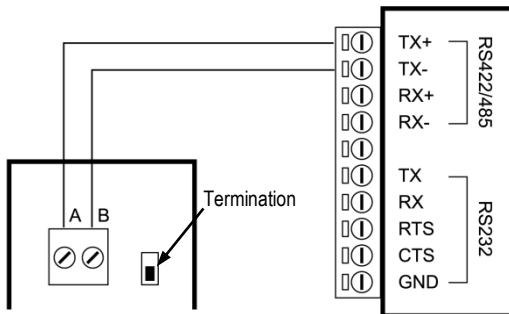 TX+
TX-
RX+
RX-
RS422/485
TX
RX
RTS
CTS
GND
RS232
A B
Termination